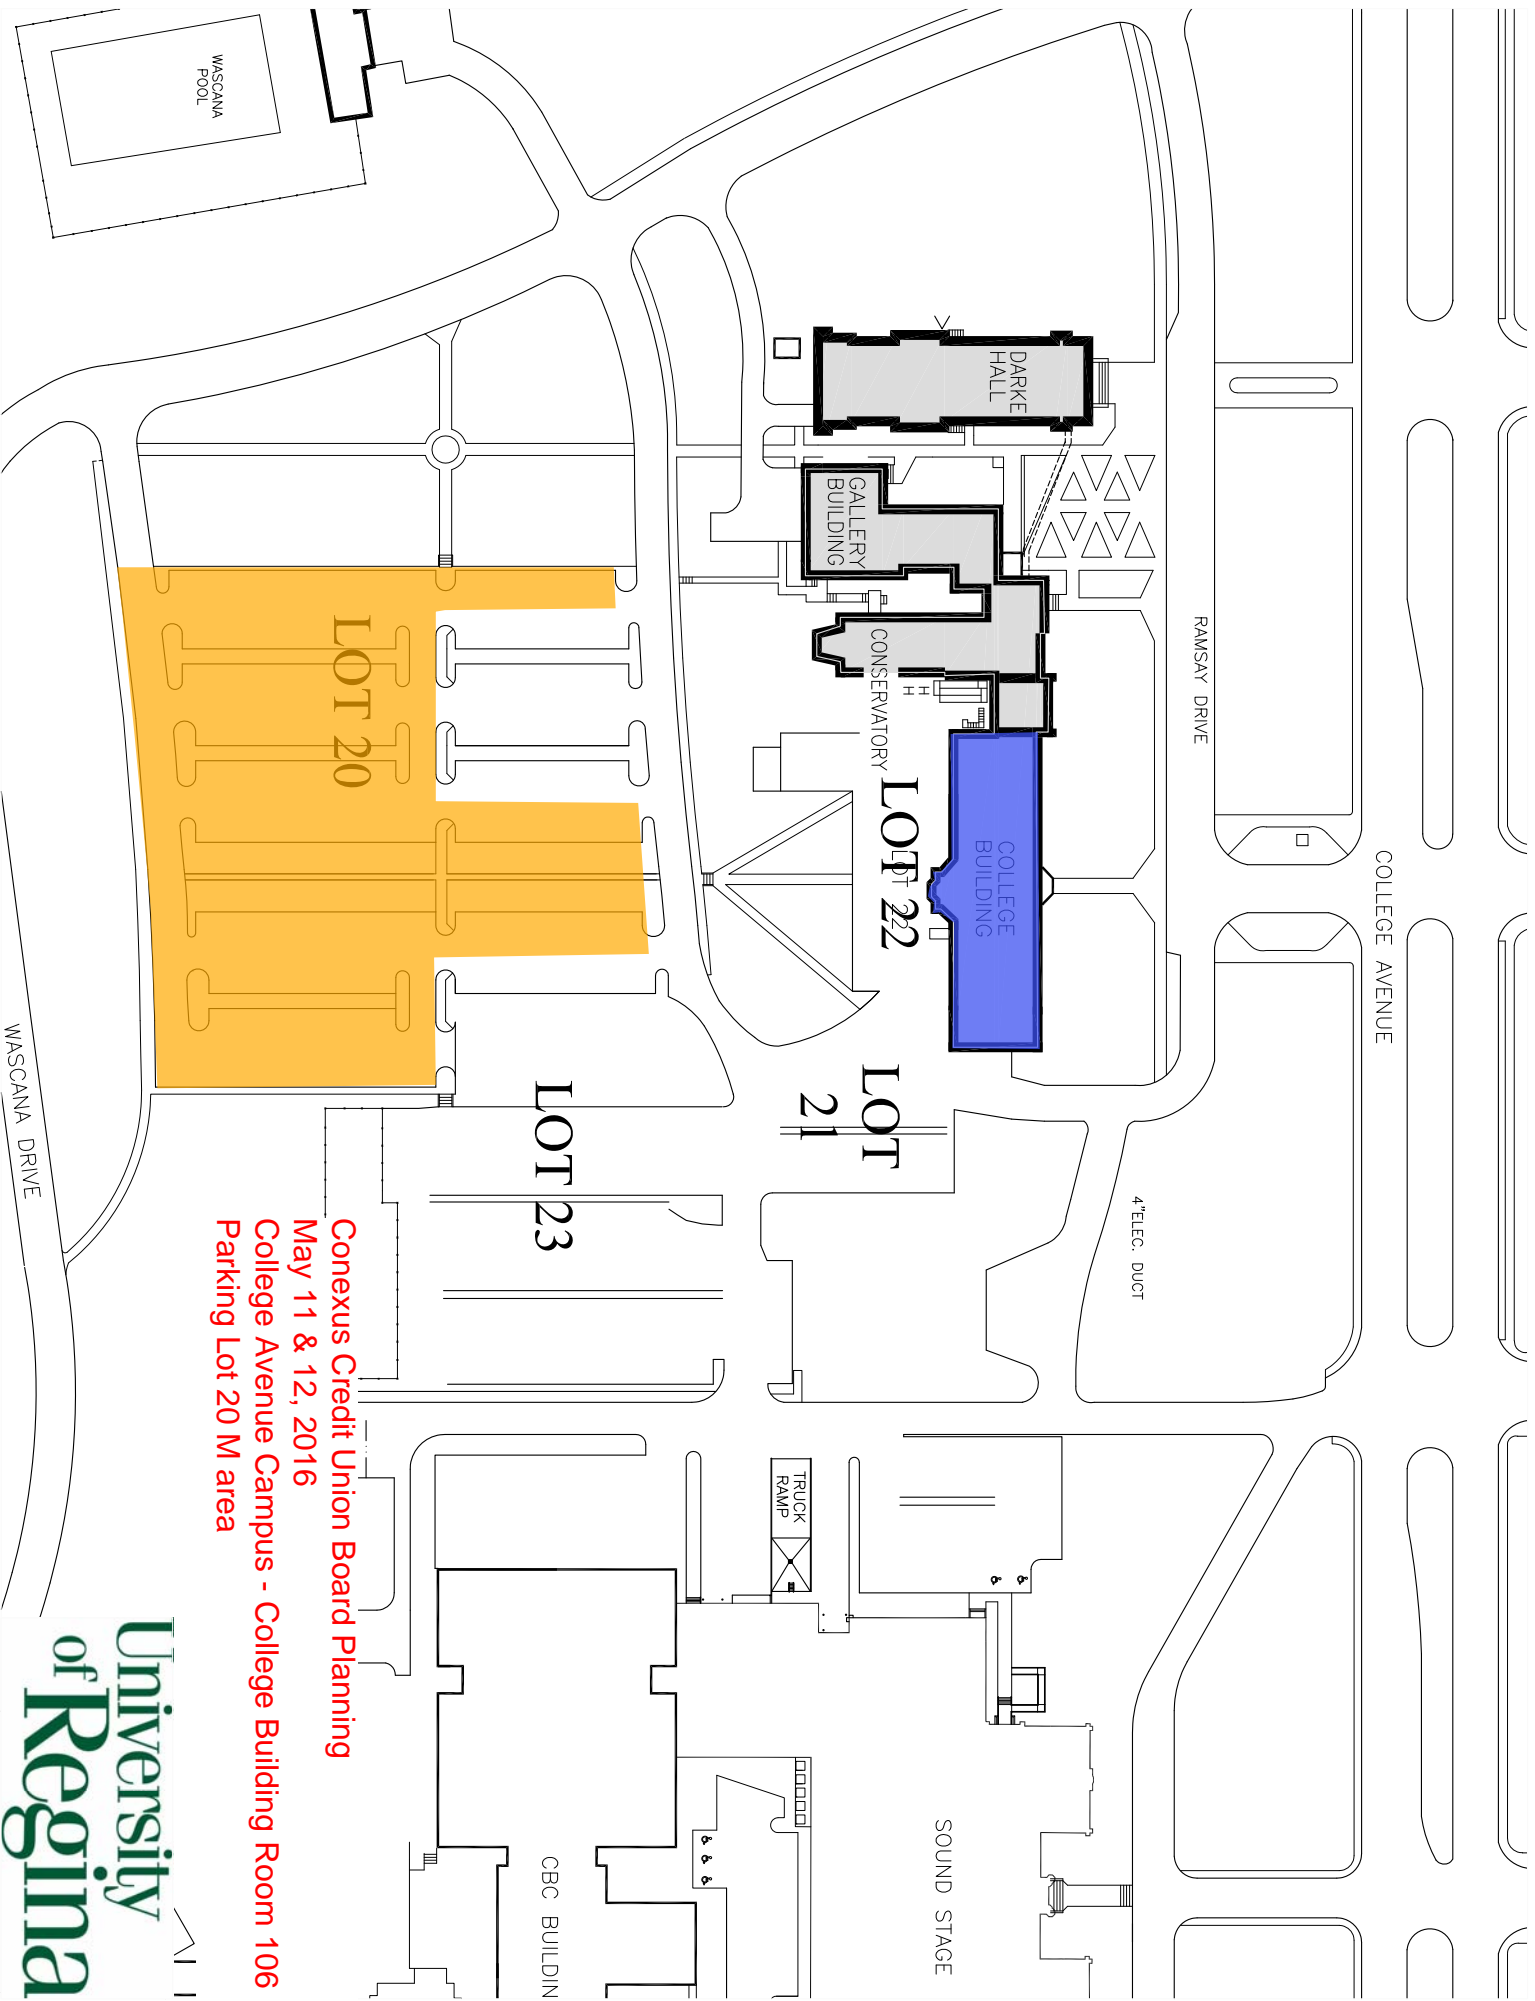 COLLEGE AVENUE
RAMSAY DRIVE
4"ELEC. DUCT
DARKE
HALL
GALLERY
BUILDING
CONSERVATORY
H
H
COLLEGE
BUILDING
LOT 22
LOT 22
LOT
21
SOUND STAGE
TRUCK
RAMP
CBC BUILDIN
LOT 23
LOT 20
WASCANA
POOL
WASCANA DRIVE
Conexus Credit Union Board Planning
May 11 & 12, 2016
College Avenue Campus - College Building Room 106
Parking Lot 20 M area
University
of Regina